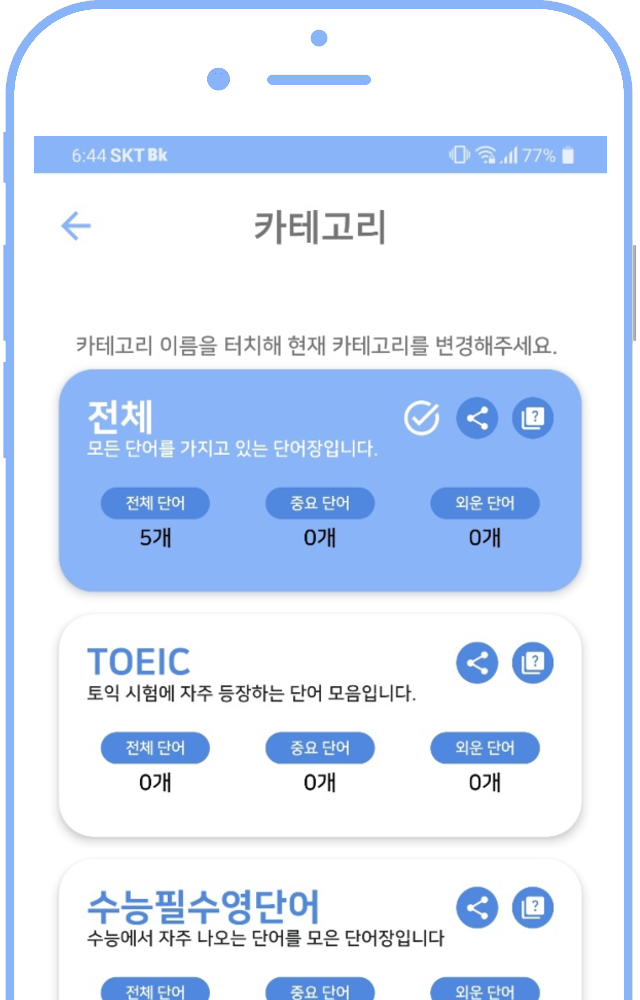 6:44 SKT Bk 77%
카테고리
카테고리 이름을 터치해 현재 카테고리를 변경해주세요.
전체
모든 단어를 가지고 있는 단어장입니다.
전체 단어 중요 단어 외운 단어
5개 0개 0개
TOEIC
토익 시험에 자주 등장하는 단어 모음입니다.
전체 단어 중요 단어 외운 단어
0개 0개 0개
수능필수영단어
수능에서 자주 나오는 단어를 모은 단어장입니다
전체 단어 중요 단어 외운 단어